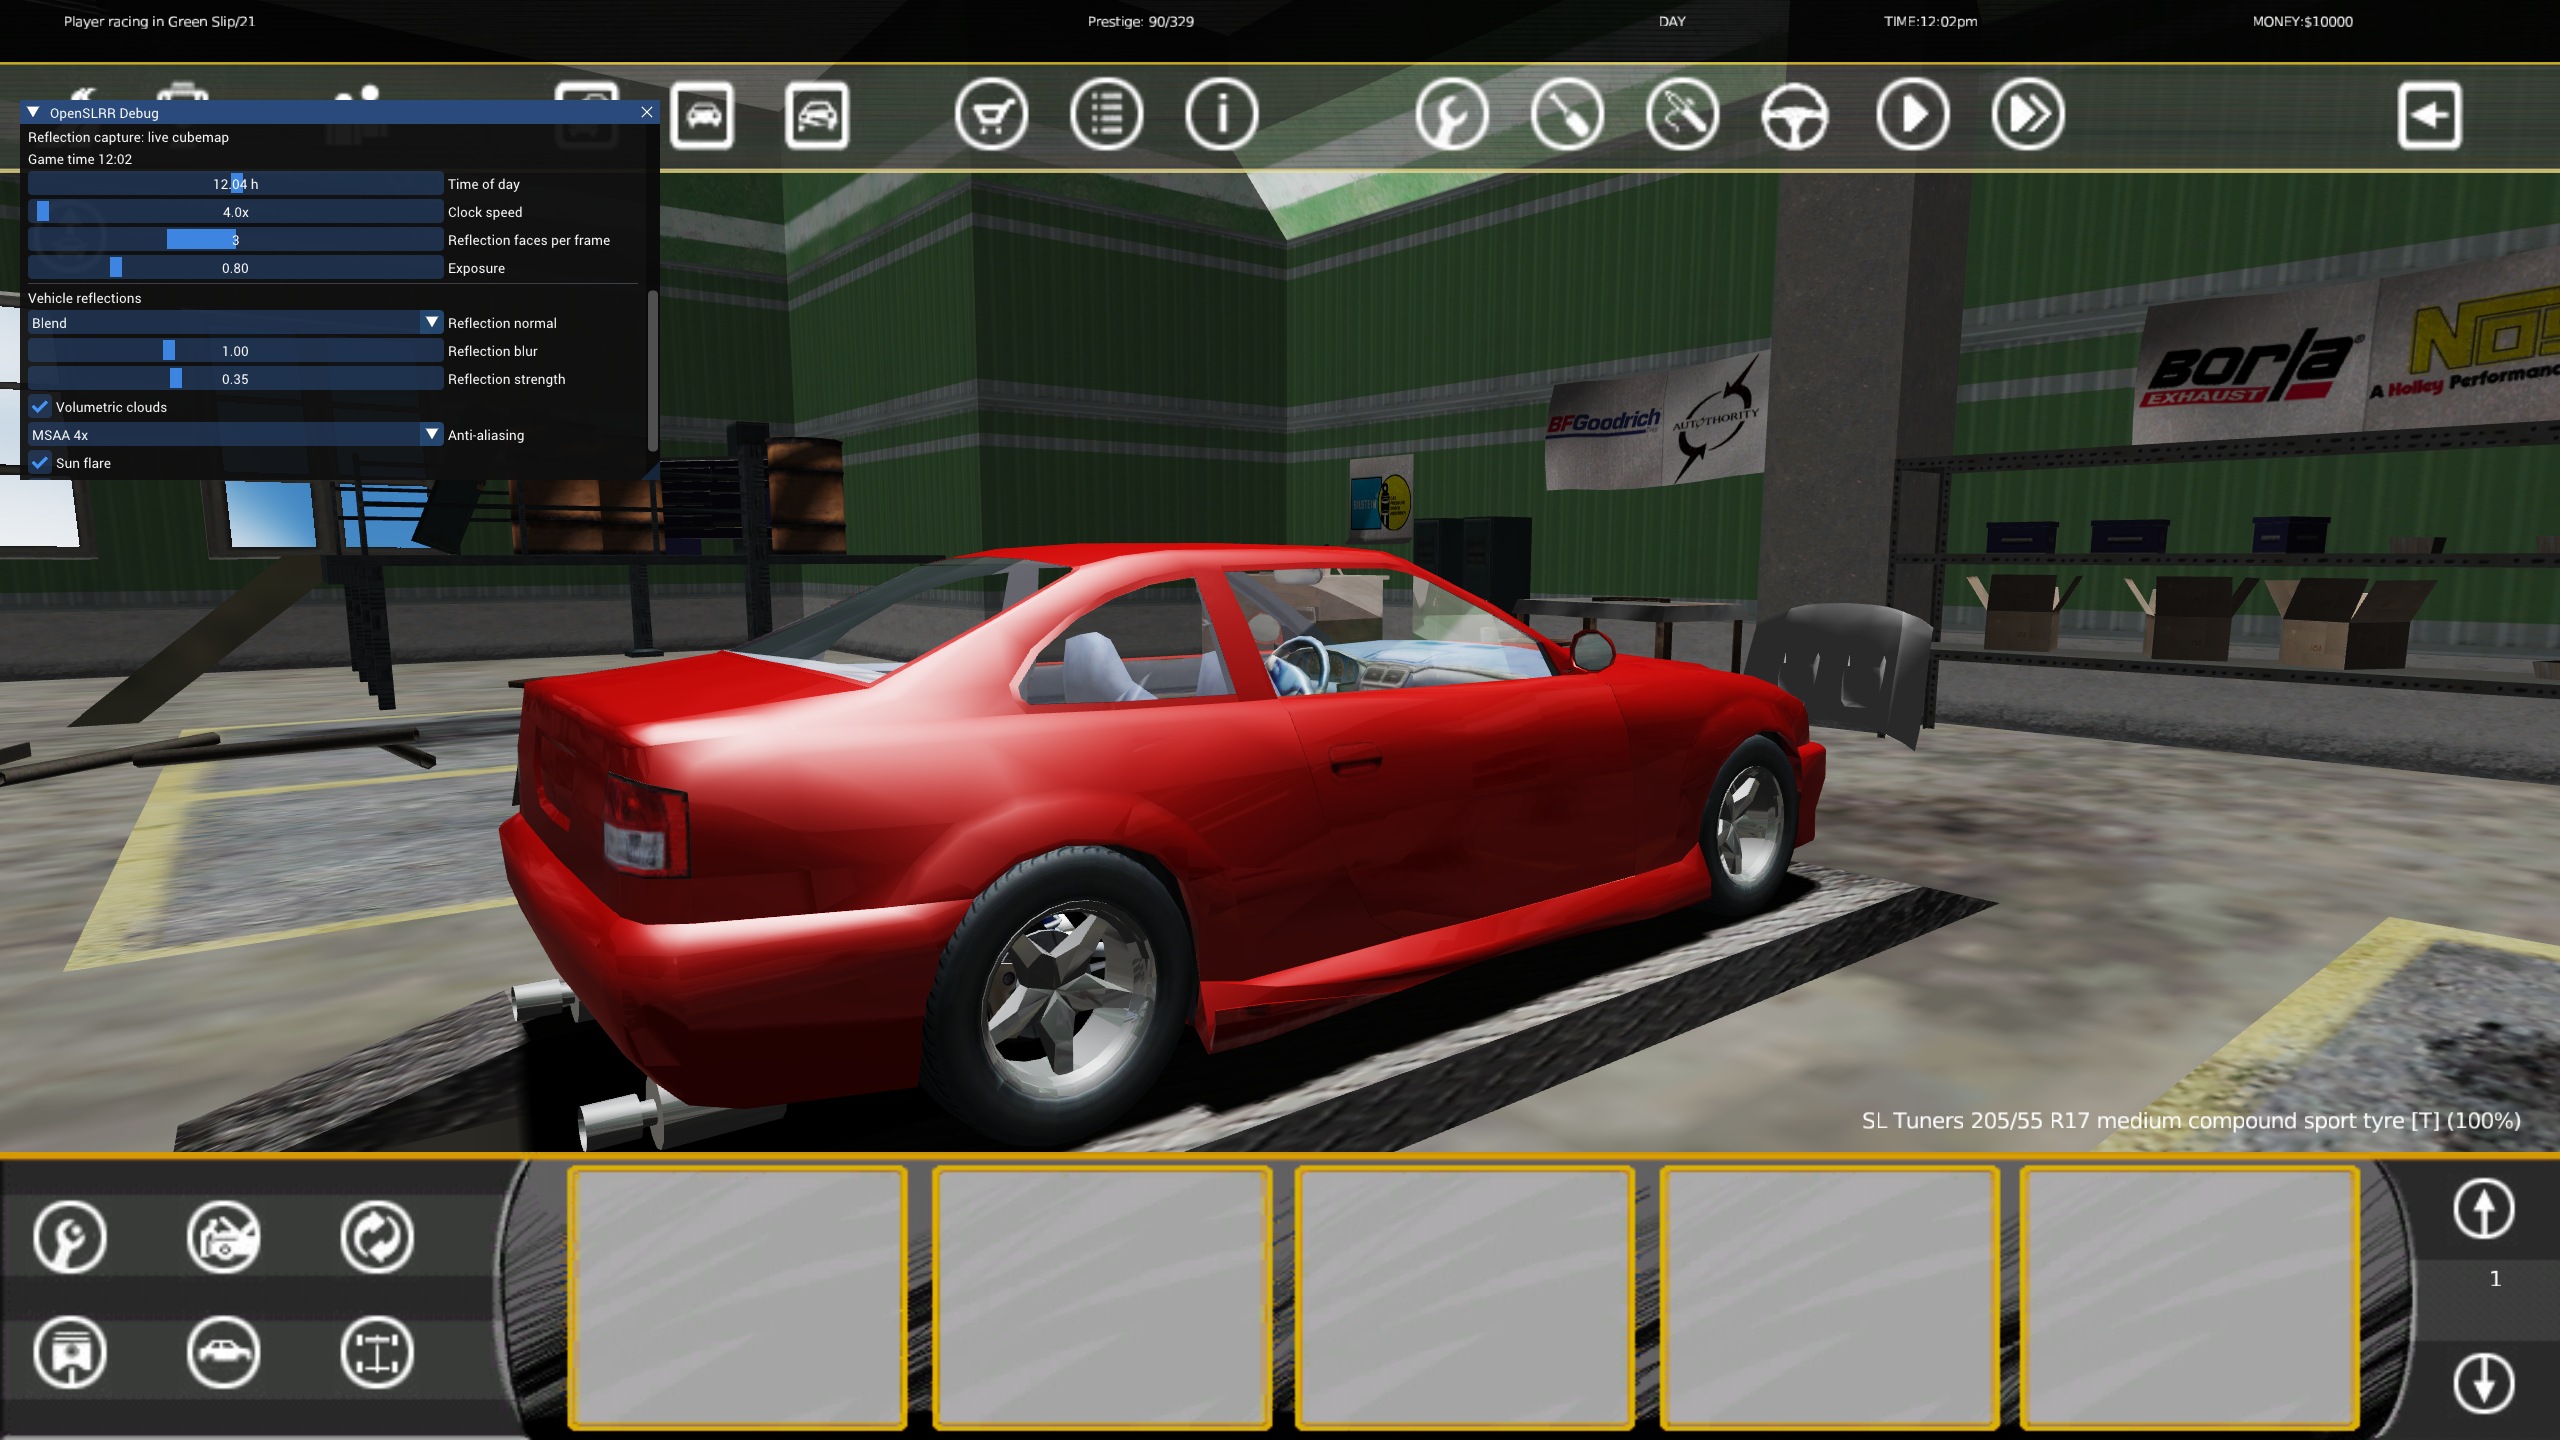 Player racing in Green Slip/21
Prestige: 90/329
DAY
TIME:12:02pm
MONEY:$10000
OpenSLRR Debug
Reflection capture: live cubemap
Game time 12:02
12.04 h Time of day
4.0x Clock speed
3 Reflection faces per frame
0.80 Exposure
Vehicle reflections
Blend Reflection normal
1.00 Reflection blur
0.35 Reflection strength
Volumetric clouds
MSAA 4x Anti-aliasing
Sun flare
BFGoodrich
AUTOTHORITY
Borla
EXHAUST
NOS
A Holley Performance
SL Tuners 205/55 R17 medium compound sport tyre [T] (100%)
1